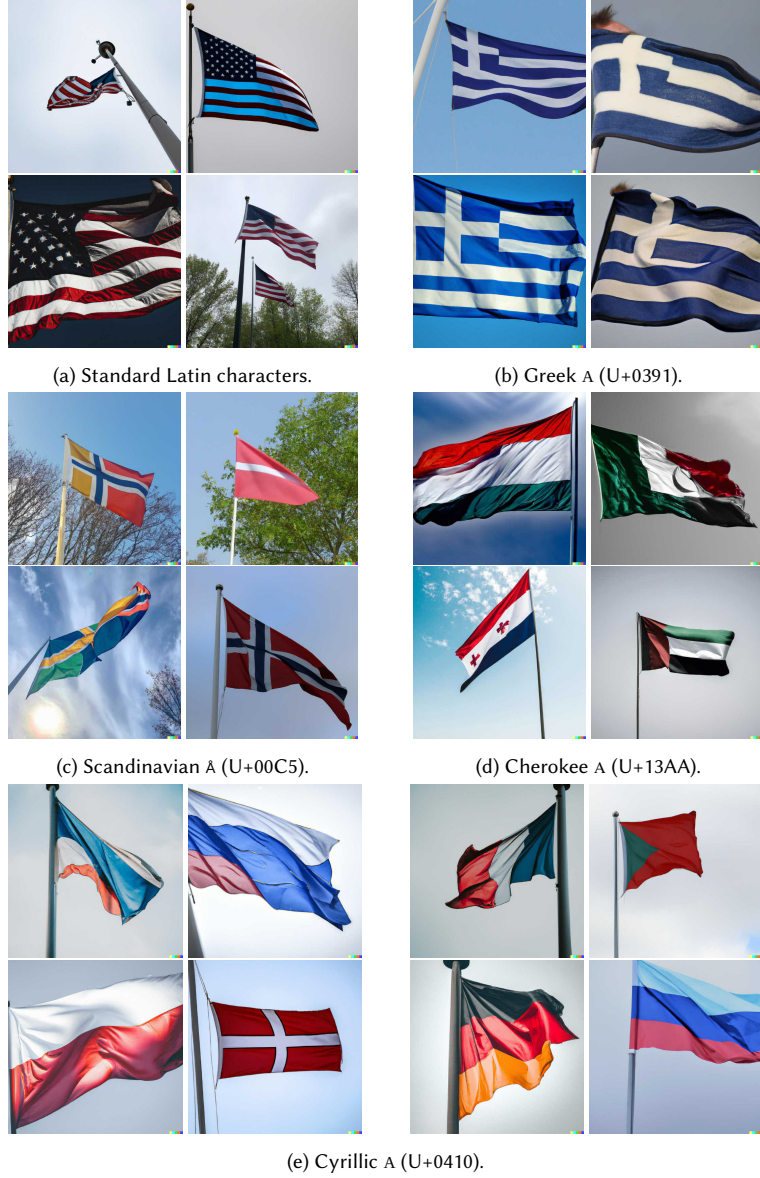 (a) Standard Latin characters.
(b) Greek A (U+0391).
(c) Scandinavian Å (U+00C5).
(d) Cherokee A (U+13AA).
(e) Cyrillic A (U+0410).